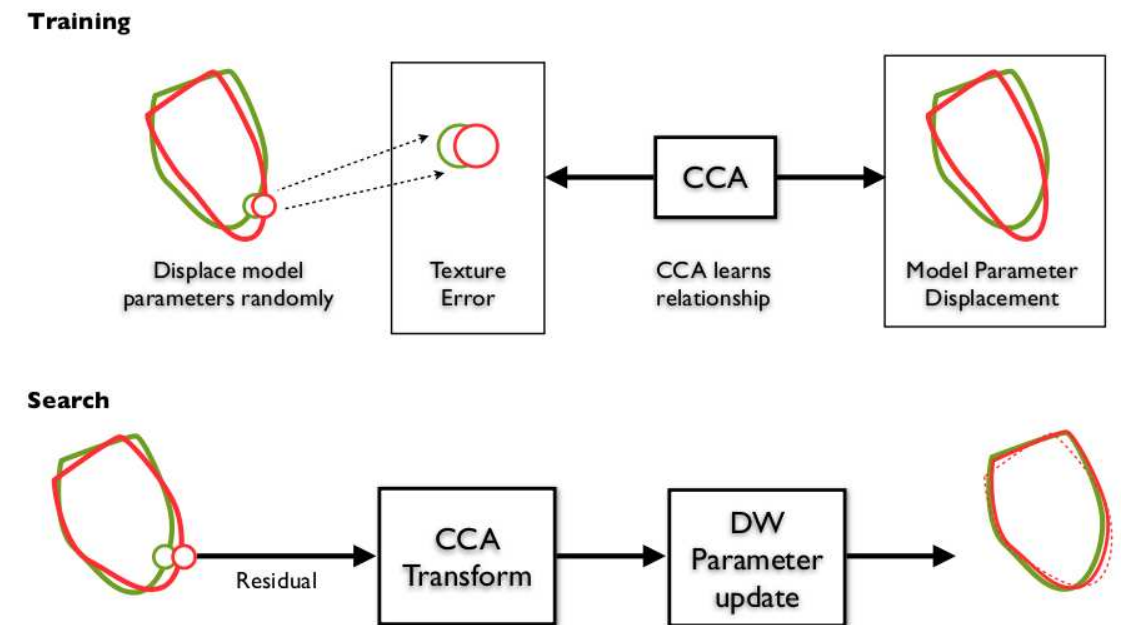 Training
CCA
Displace model
parameters randomly
Texture
Error
CCA learns
relationship
Model Parameter
Displacement
Search
Residual
CCA
Transform
DW
Parameter
update